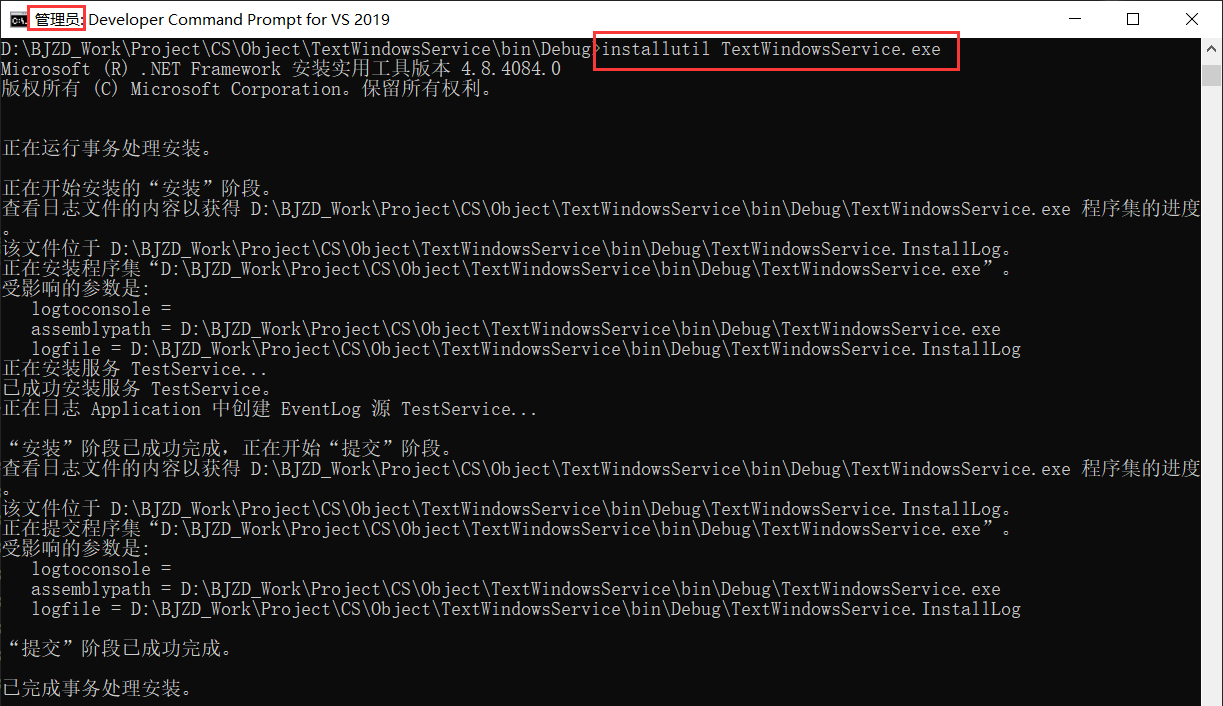 管理员: Developer Command Prompt for VS 2019
D:\BJZD_Work\Project\CS\Object\TextWindowsService\bin\Debug>installutil TextWindowsService.exe
Microsoft (R) .NET Framework 安装实用工具版本 4.8.4084.0
版权所有 (C) Microsoft Corporation。保留所有权利。
正在运行事务处理安装。
正在开始安装的“安装”阶段。
查看日志文件的内容以获得 D:\BJZD_Work\Project\CS\Object\TextWindowsService\bin\Debug\TextWindowsService.exe 程序集的进度
。
该文件位于 D:\BJZD_Work\Project\CS\Object\TextWindowsService\bin\Debug\TextWindowsService.InstallLog。
正在安装程序集“D:\BJZD_Work\Project\CS\Object\TextWindowsService\bin\Debug\TextWindowsService.exe”。
受影响的参数是:
   logtoconsole =
   assemblypath = D:\BJZD_Work\Project\CS\Object\TextWindowsService\bin\Debug\TextWindowsService.exe
   logfile = D:\BJZD_Work\Project\CS\Object\TextWindowsService\bin\Debug\TextWindowsService.InstallLog
正在安装服务 TestService...
已成功安装服务 TestService。
正在日志 Application 中创建 EventLog 源 TestService...
“安装”阶段已成功完成，正在开始“提交”阶段。
查看日志文件的内容以获得 D:\BJZD_Work\Project\CS\Object\TextWindowsService\bin\Debug\TextWindowsService.exe 程序集的进度
。
该文件位于 D:\BJZD_Work\Project\CS\Object\TextWindowsService\bin\Debug\TextWindowsService.InstallLog。
正在提交程序集“D:\BJZD_Work\Project\CS\Object\TextWindowsService\bin\Debug\TextWindowsService.exe”。
受影响的参数是:
   logtoconsole =
   assemblypath = D:\BJZD_Work\Project\CS\Object\TextWindowsService\bin\Debug\TextWindowsService.exe
   logfile = D:\BJZD_Work\Project\CS\Object\TextWindowsService\bin\Debug\TextWindowsService.InstallLog
“提交”阶段已成功完成。
已完成事务处理安装。